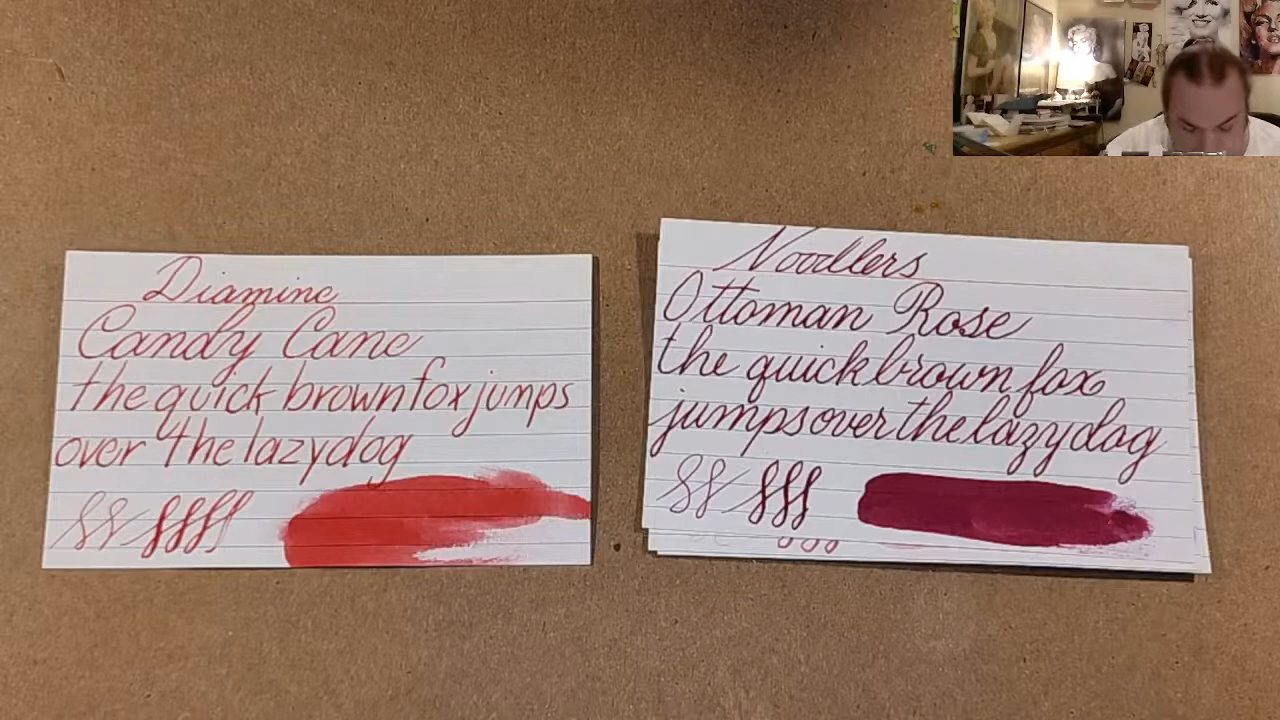 Diamine
Candy Cane
the quick brown fox jumps
over the lazy dog
Noodlers
Ottoman Rose
the quick brown fox
jumps over the lazy dog